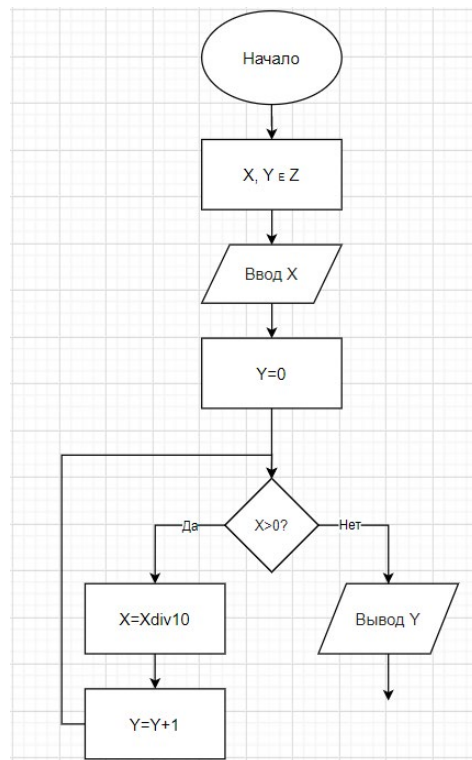 Начало
X, Y ∈ Z
Ввод X
Y=0
X>0?
Да
Нет
X=Xdiv10
Вывод Y
Y=Y+1